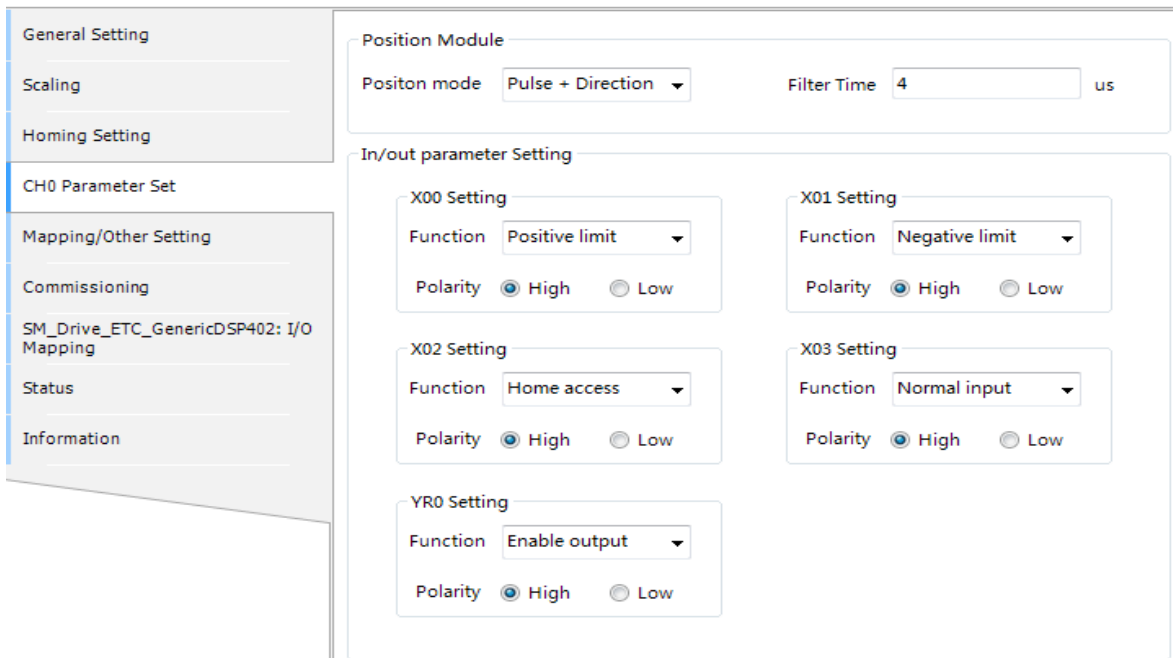 General Setting
Scaling
Homing Setting
CH0 Parameter Set
Mapping/Other Setting
Commissioning
SM_Drive_ETC_GenericDSP402: I/O
Mapping
Status
Information
Position Module
Positon mode Pulse + Direction Filter Time 4 us
In/out parameter Setting
X00 Setting
Function Positive limit
Polarity High Low
X01 Setting
Function Negative limit
Polarity High Low
X02 Setting
Function Home access
Polarity High Low
X03 Setting
Function Normal input
Polarity High Low
YR0 Setting
Function Enable output
Polarity High Low